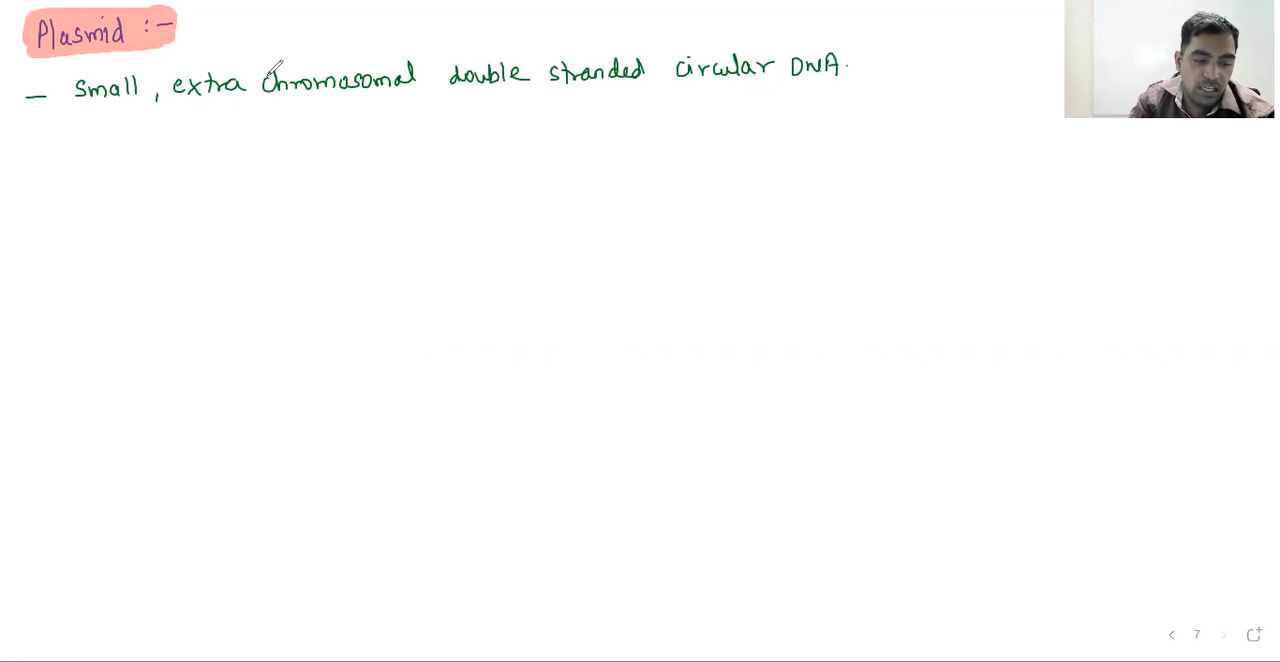 Plasmid :-
- Small, extra Chromosomal double stranded circular DNA.
7